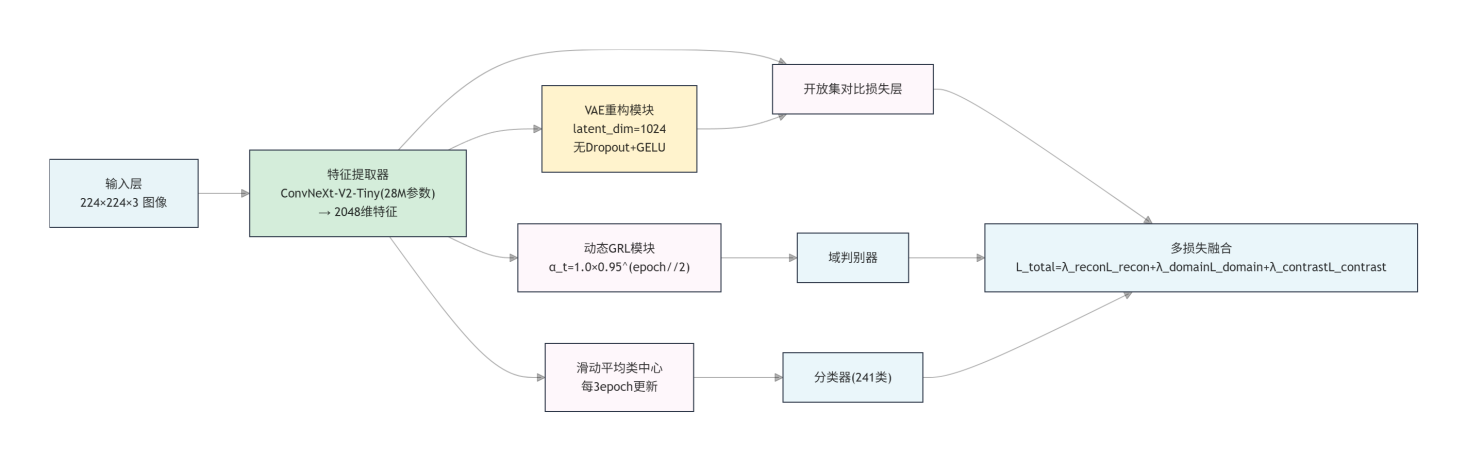 输入层
224×224×3 图像
特征提取器
ConvNeXt-V2-Tiny(28M参数)
→ 2048维特征
VAE重构模块
latent_dim=1024
无Dropout+GELU
开放集对比损失层
动态GRL模块
α_t=1.0×0.95^(epoch//2)
域判别器
滑动平均类中心
每3epoch更新
分类器(241类)
多损失融合
L_total=λ_reconL_recon+λ_domainL_domain+λ_contrastL_contrast